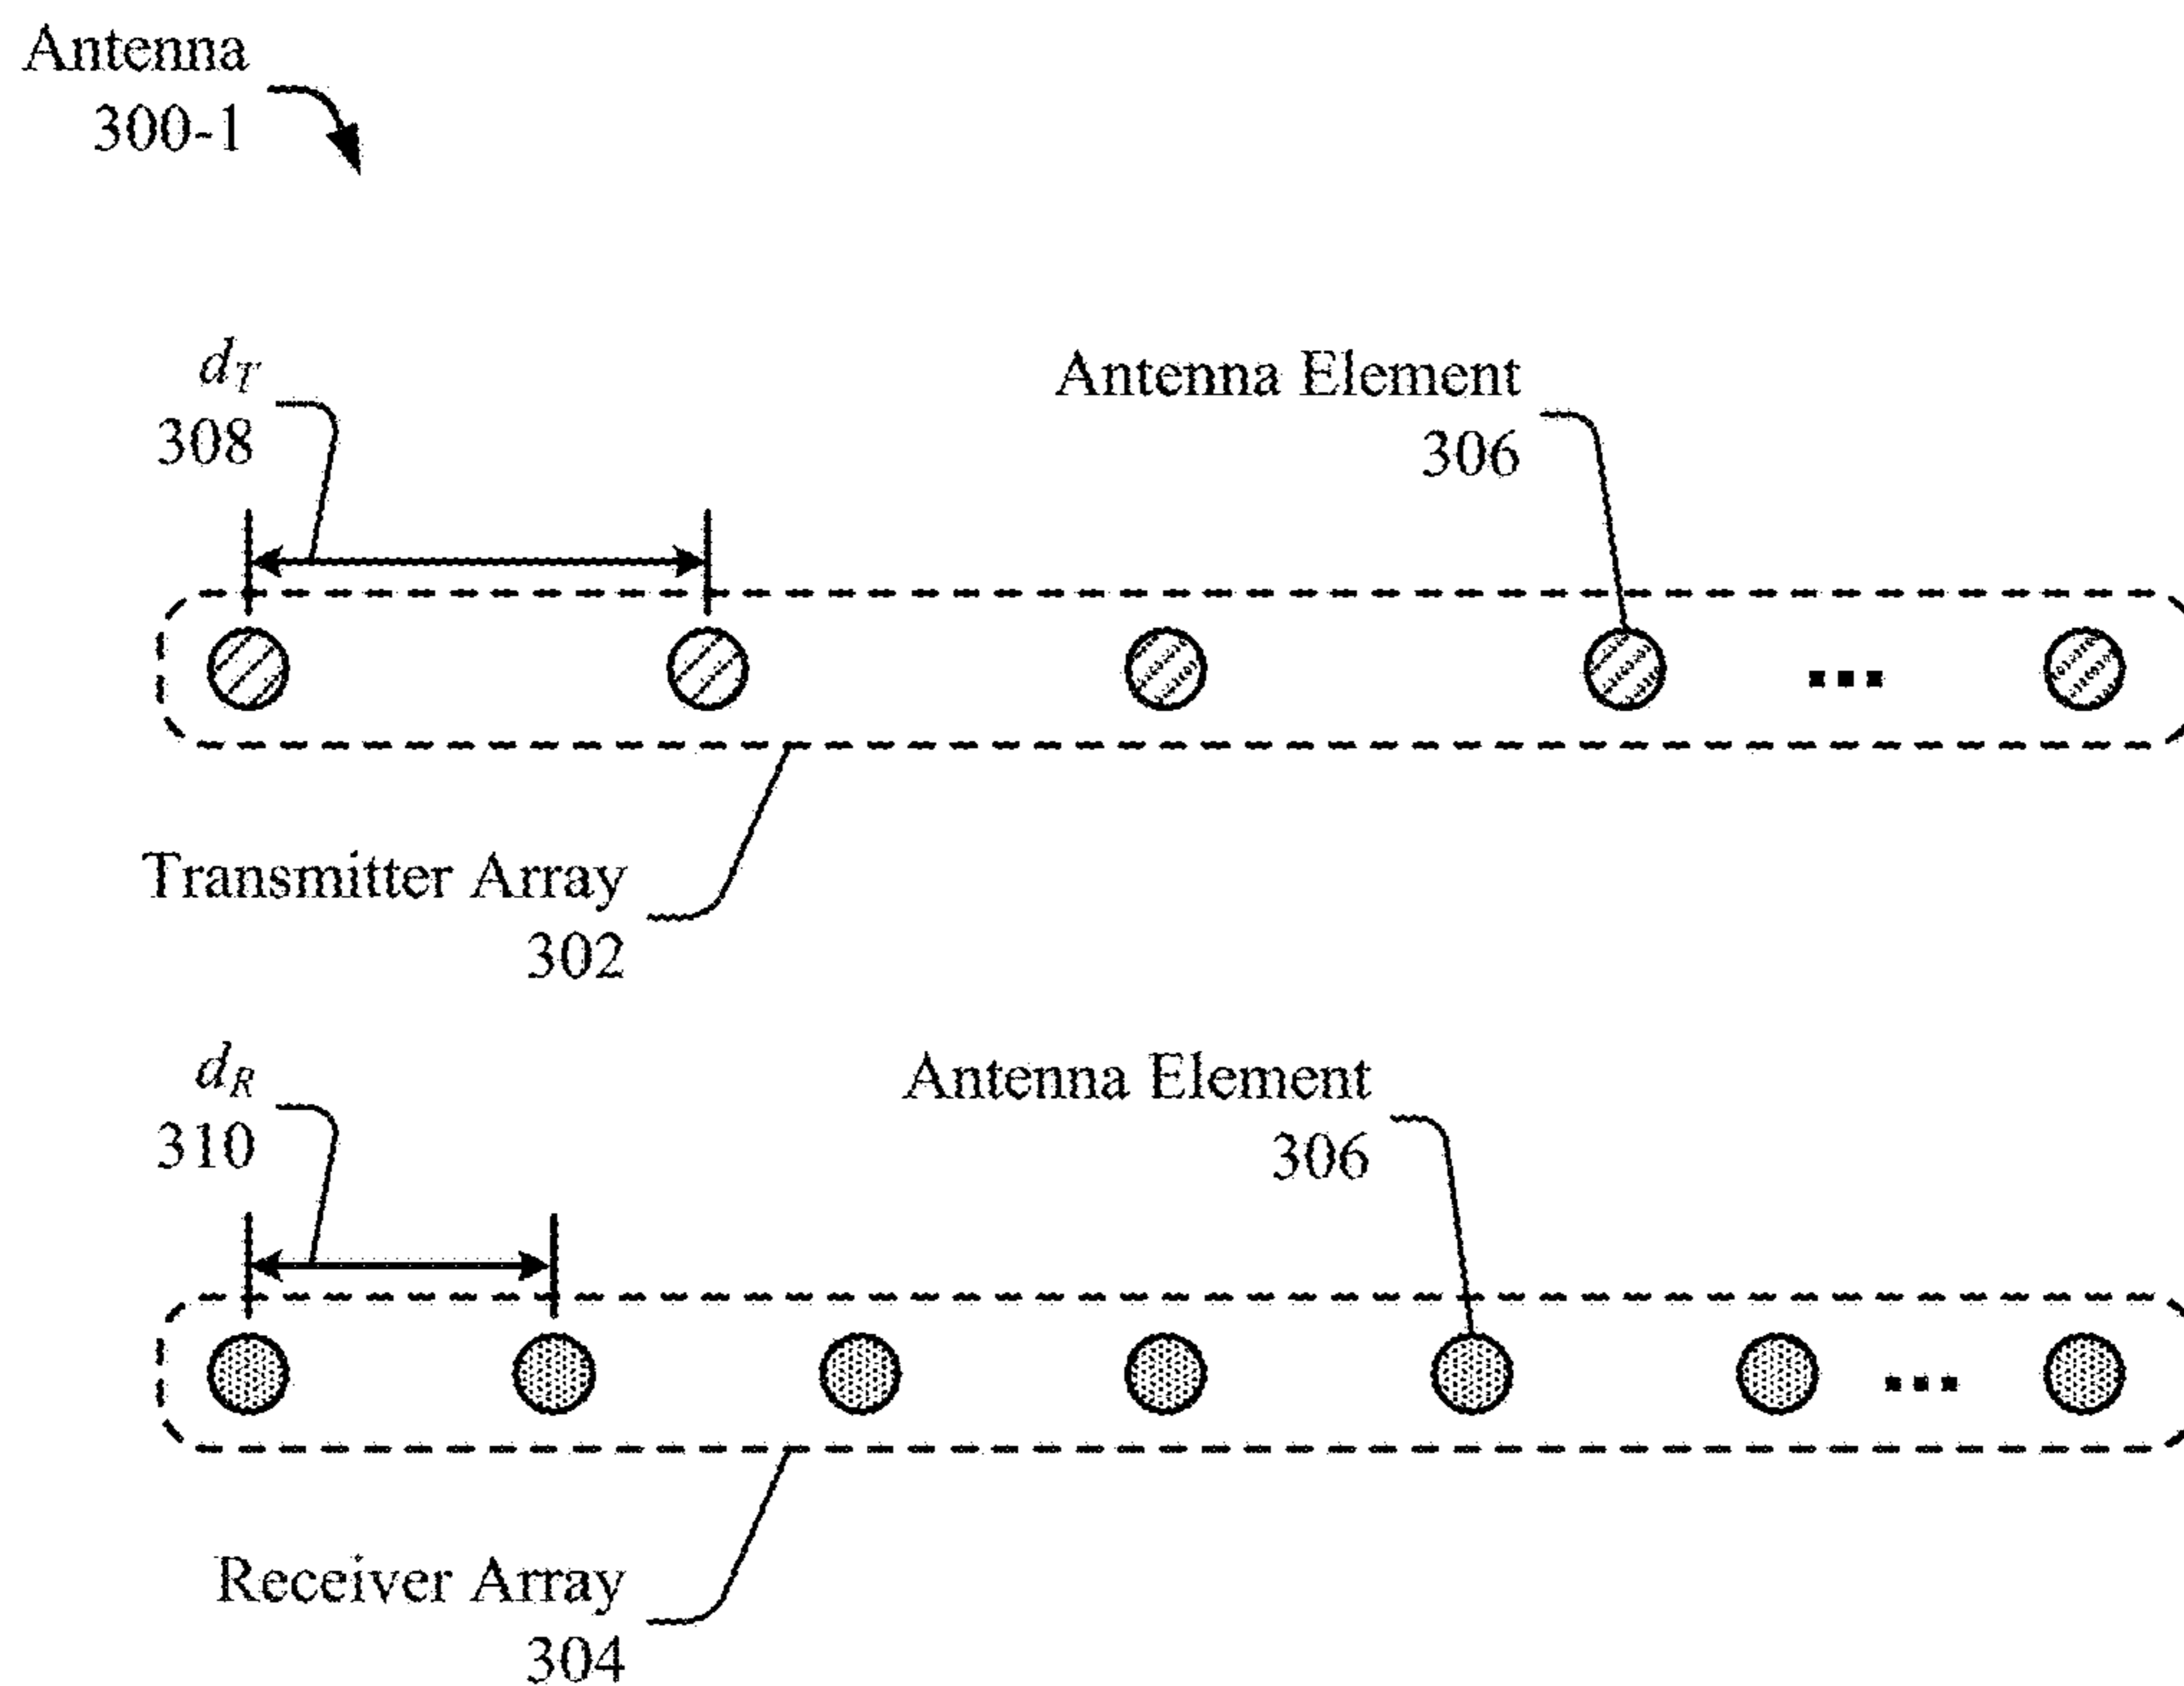 Antenna
300-1
d_T
308
Antenna Element
306
...
Transmitter Array
302
d_R
310
Antenna Element
306
...
Receiver Array
304